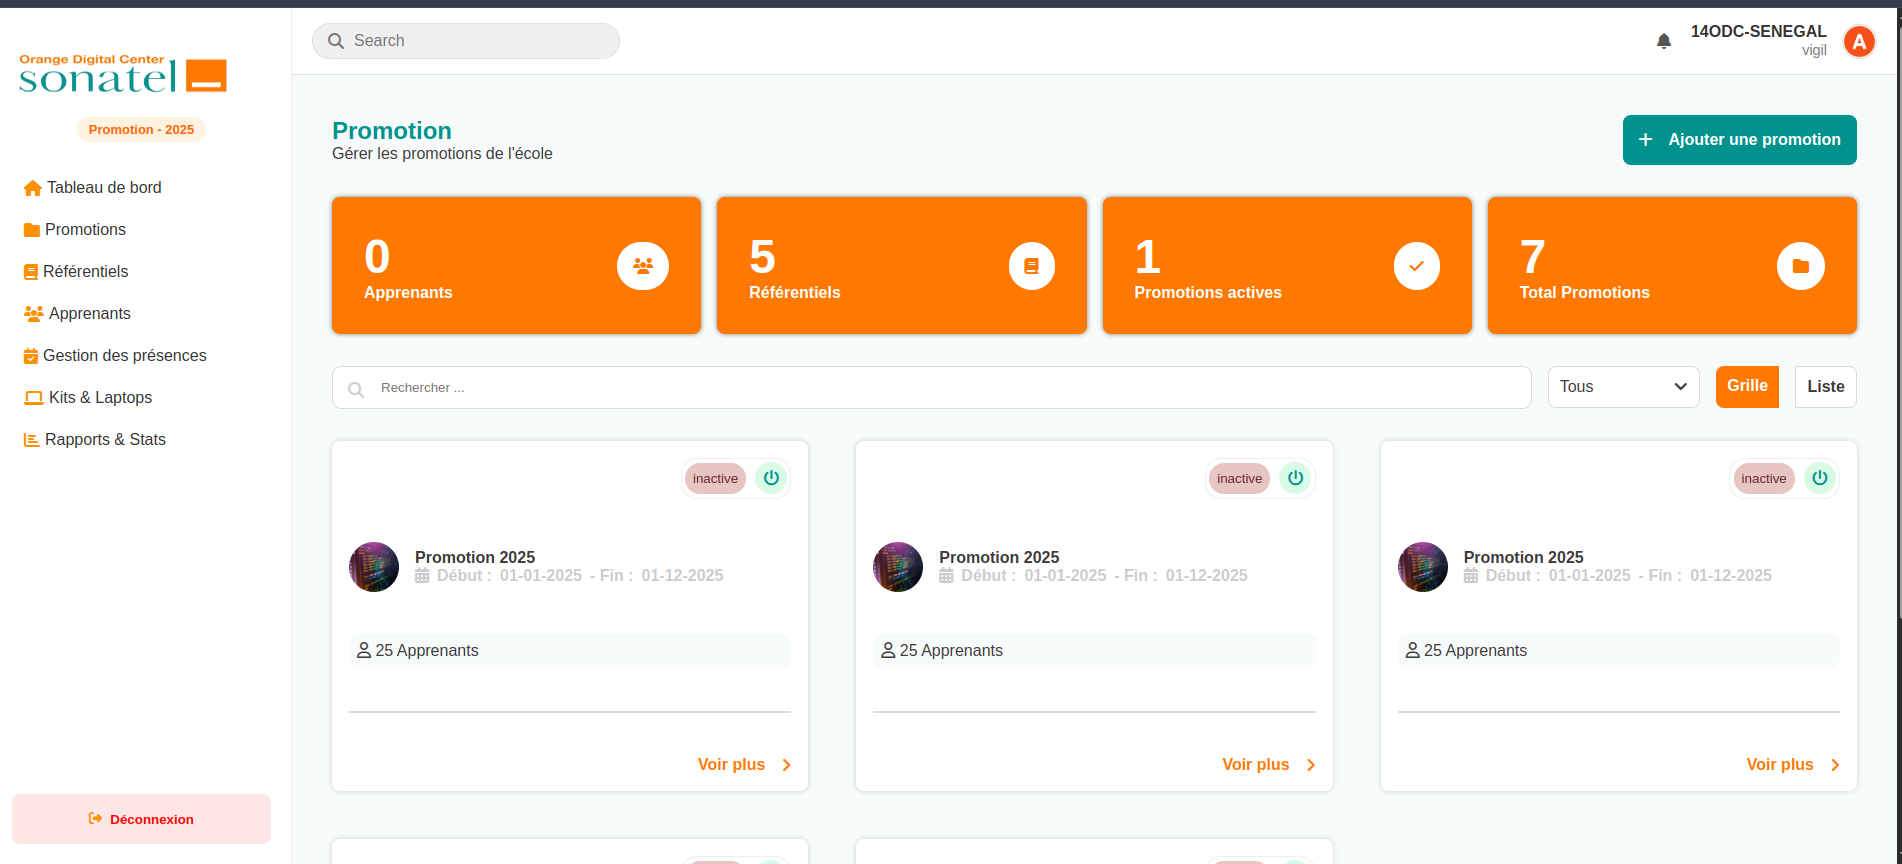 Orange Digital Center
sonatel
Promotion - 2025
Tableau de bord
Promotions
Référentiels
Apprenants
Gestion des présences
Kits & Laptops
Rapports & Stats
Déconnexion
Search
14ODC-SENEGAL
vigil
A
Promotion
Gérer les promotions de l'école
+ Ajouter une promotion
0
Apprenants
5
Référentiels
1
Promotions actives
7
Total Promotions
Rechercher ...
Tous
Grille
Liste
inactive
Promotion 2025
Début : 01-01-2025 - Fin : 01-12-2025
25 Apprenants
Voir plus
inactive
Promotion 2025
Début : 01-01-2025 - Fin : 01-12-2025
25 Apprenants
Voir plus
inactive
Promotion 2025
Début : 01-01-2025 - Fin : 01-12-2025
25 Apprenants
Voir plus